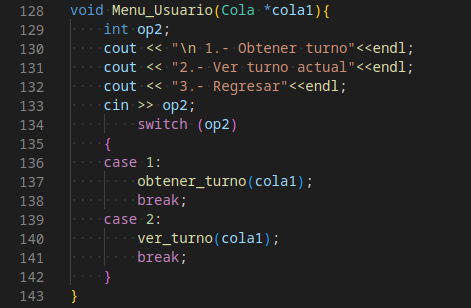 128 void Menu_Usuario(Cola *cola1){
129     int op2;
130     cout << "\n 1.- Obtener turno"<<endl;
131     cout << "2.- Ver turno actual"<<endl;
132     cout << "3.- Regresar"<<endl;
133     cin >> op2;
134         switch (op2)
135     {
136     case 1:
137         obtener_turno(cola1);
138         break;
139     case 2:
140         ver_turno(cola1);
141         break;
142     }
143 }